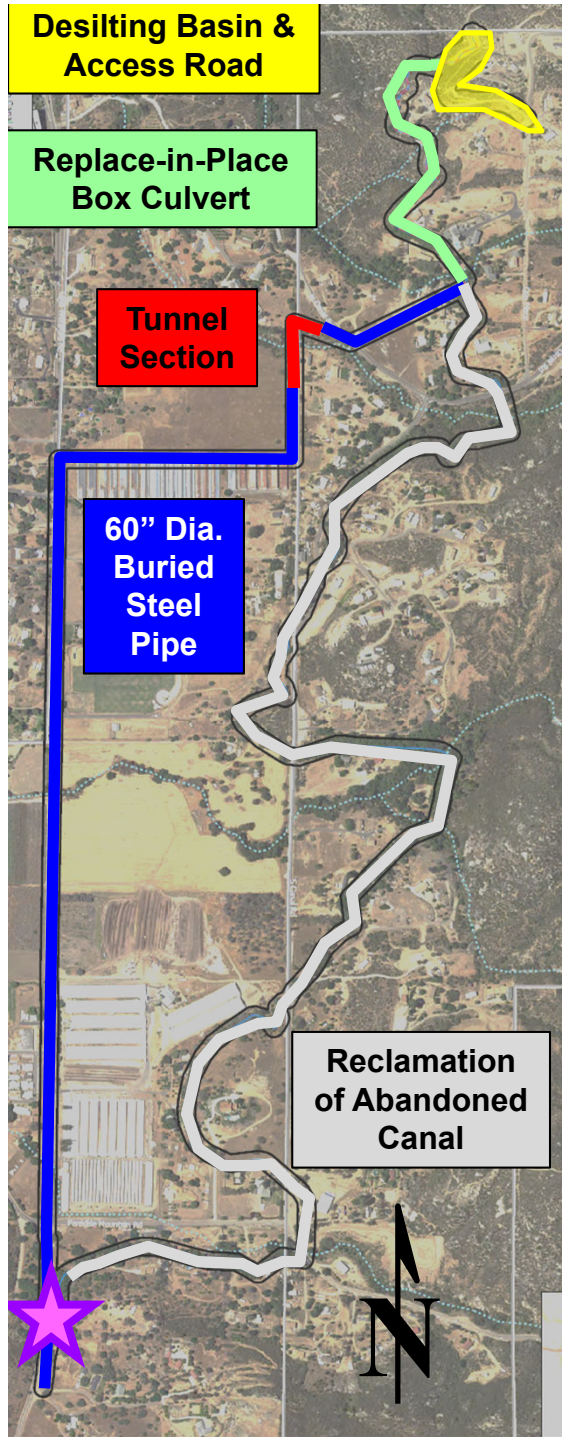 Desilting Basin &
Access Road
Replace-in-Place
Box Culvert
Tunnel
Section
60” Dia.
Buried
Steel
Pipe
Reclamation
of Abandoned
Canal
N